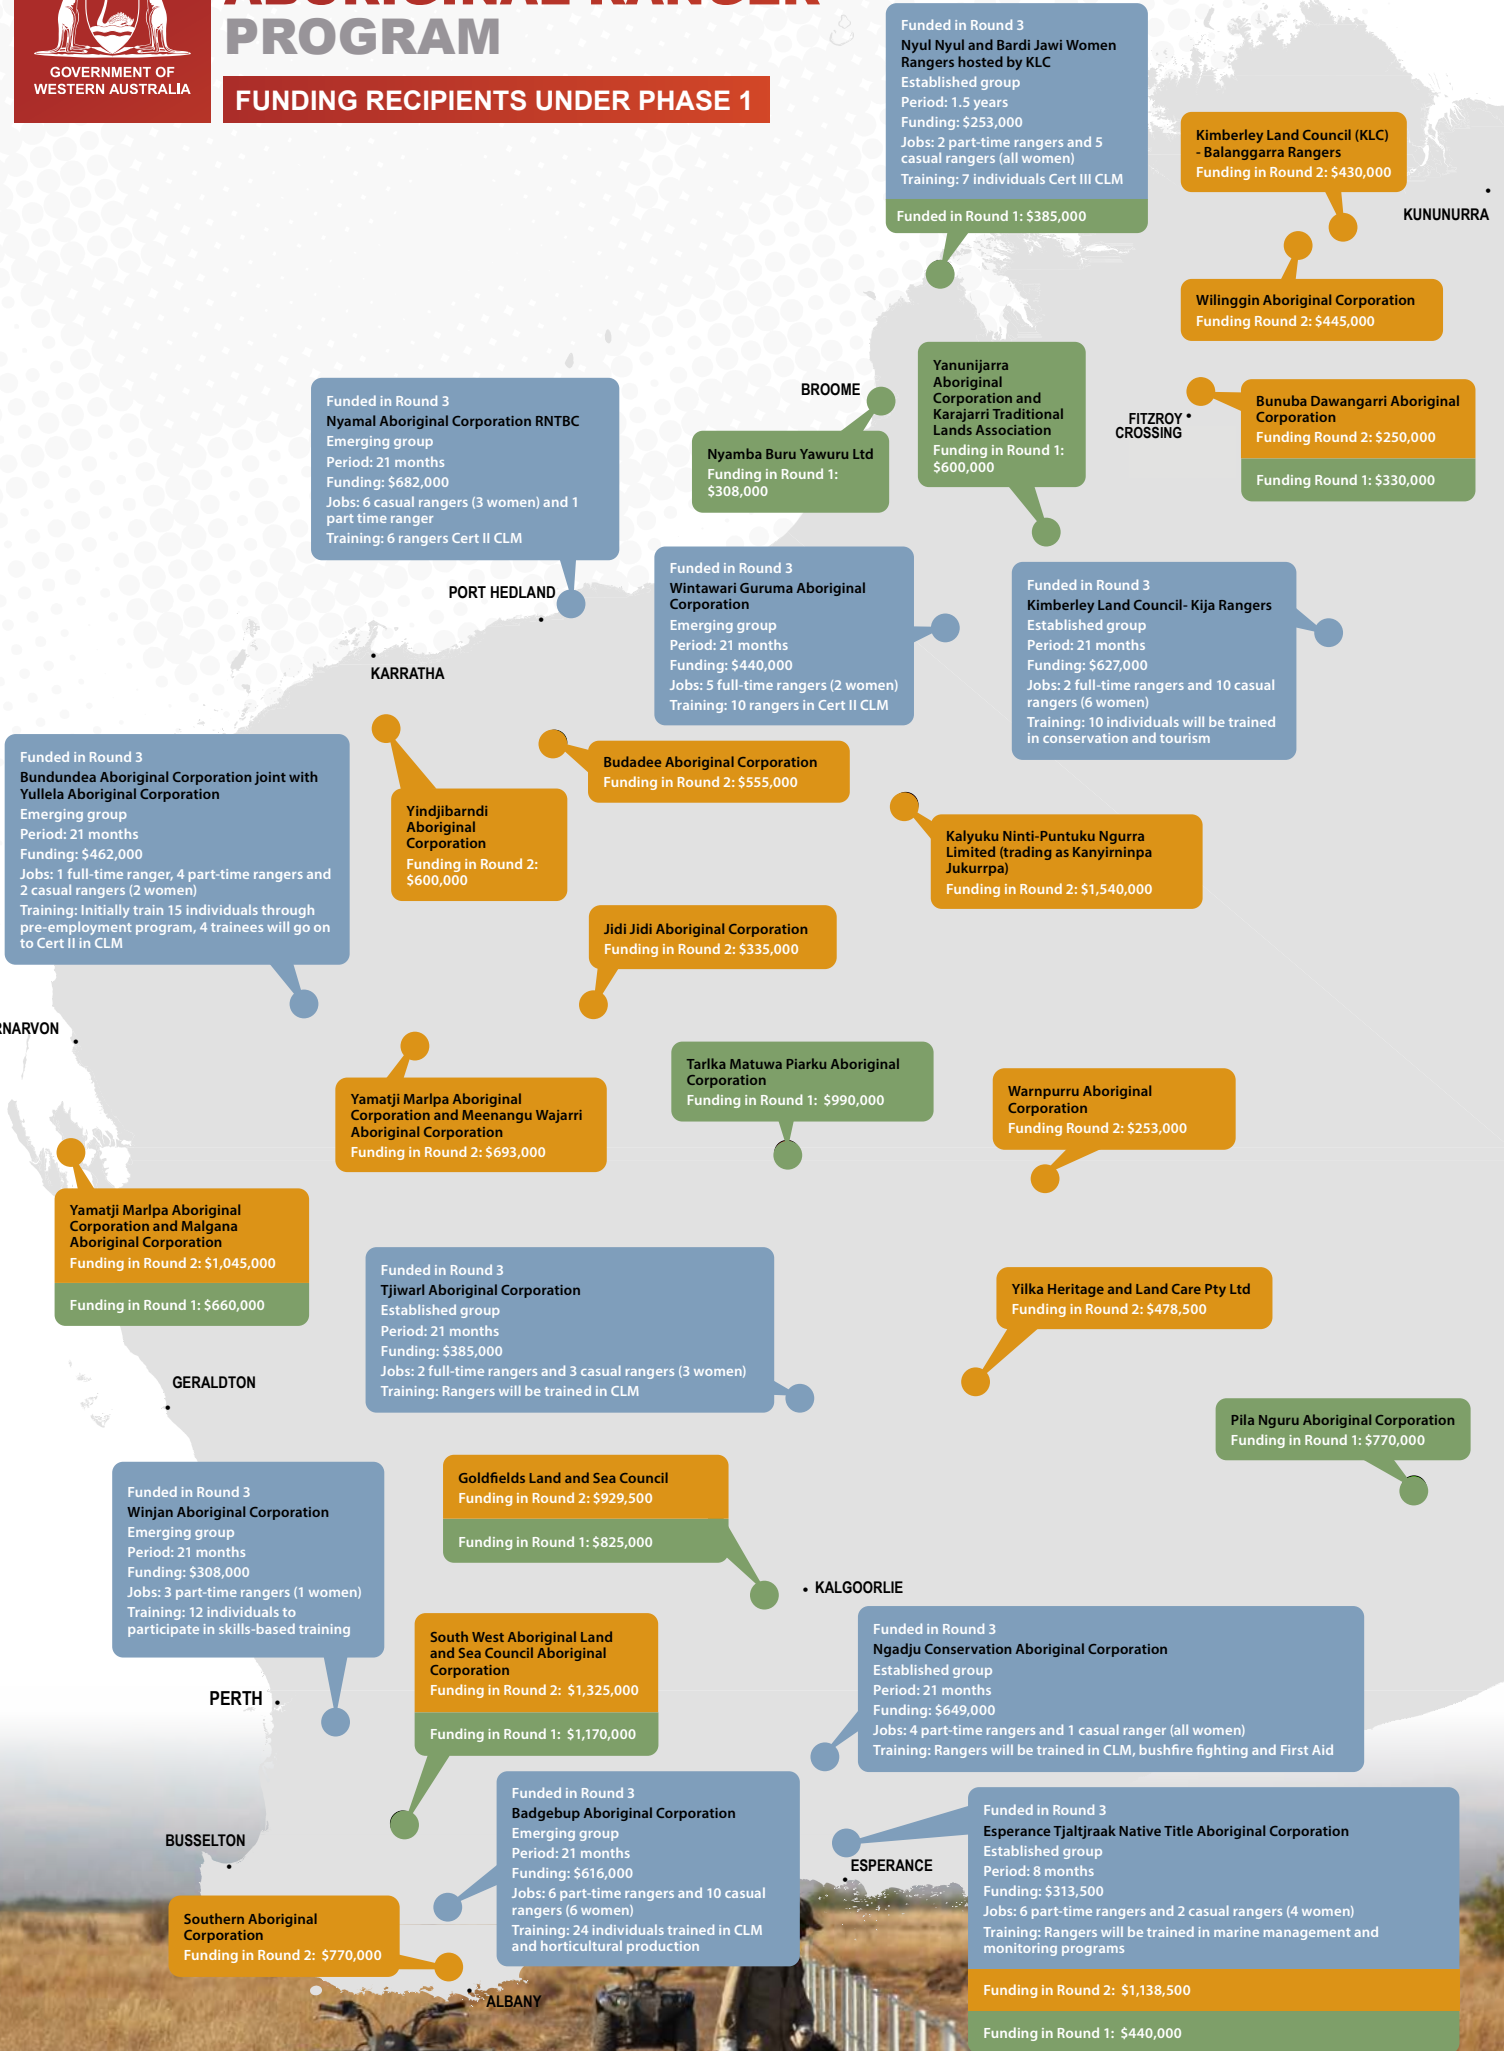 ABORIGINAL RANGER
PROGRAM
GOVERNMENT OF
WESTERN AUSTRALIA
FUNDING RECIPIENTS UNDER PHASE 1
Funded in Round 3
Nyul Nyul and Bardi Jawi Women
Rangers hosted by KLC
Established group
Period: 1.5 years
Funding: $253,000
Jobs: 2 part-time rangers and 5
casual rangers (all women)
Training: 7 individuals Cert III CLM
Funded in Round 1: $385,000
Kimberley Land Council (KLC)
- Balanggarra Rangers
Funding in Round 2: $430,000
KUNUNURRA
Wilinggin Aboriginal Corporation
Funding Round 2: $445,000
Yanunijarra
Aboriginal
Corporation and
Karajarri Traditional
Lands Association
Funding in Round 1:
$600,000
BROOME
Nyamba Buru Yawuru Ltd
Funding in Round 1:
$308,000
FITZROY
CROSSING
Bunuba Dawangarri Aboriginal
Corporation
Funding Round 2: $250,000
Funding Round 1: $330,000
Funded in Round 3
Nyamal Aboriginal Corporation RNTBC
Emerging group
Period: 21 months
Funding: $682,000
Jobs: 6 casual rangers (3 women) and 1
part time ranger
Training: 6 rangers Cert II CLM
PORT HEDLAND
KARRATHA
Funded in Round 3
Wintawari Guruma Aboriginal
Corporation
Emerging group
Period: 21 months
Funding: $440,000
Jobs: 5 full-time rangers (2 women)
Training: 10 rangers in Cert II CLM
Funded in Round 3
Kimberley Land Council- Kija Rangers
Established group
Period: 21 months
Funding: $627,000
Jobs: 2 full-time rangers and 10 casual
rangers (6 women)
Training: 10 individuals will be trained
in conservation and tourism
Funded in Round 3
Bundundea Aboriginal Corporation joint with
Yullela Aboriginal Corporation
Emerging group
Period: 21 months
Funding: $462,000
Jobs: 1 full-time ranger, 4 part-time rangers and
2 casual rangers (2 women)
Training: Initially train 15 individuals through
pre-employment program, 4 trainees will go on
to Cert II in CLM
Yindjibarndi
Aboriginal
Corporation
Funding in Round 2:
$600,000
Budadee Aboriginal Corporation
Funding in Round 2: $555,000
Kalyuku Ninti-Puntuku Ngurra
Limited (trading as Kanyirninpa
Jukurrpa)
Funding in Round 2: $1,540,000
Jidi Jidi Aboriginal Corporation
Funding in Round 2: $335,000
RNARVON
Yamatji Marlpa Aboriginal
Corporation and Meenangu Wajarri
Aboriginal Corporation
Funding in Round 2: $693,000
Tarlka Matuwa Piarku Aboriginal
Corporation
Funding in Round 1: $990,000
Warnpurru Aboriginal
Corporation
Funding Round 2: $253,000
Yamatji Marlpa Aboriginal
Corporation and Malgana
Aboriginal Corporation
Funding in Round 2: $1,045,000
Funding in Round 1: $660,000
Funded in Round 3
Tjiwarl Aboriginal Corporation
Established group
Period: 21 months
Funding: $385,000
Jobs: 2 full-time rangers and 3 casual rangers (3 women)
Training: Rangers will be trained in CLM
Yilka Heritage and Land Care Pty Ltd
Funding in Round 2: $478,500
GERALDTON
Pila Nguru Aboriginal Corporation
Funding in Round 1: $770,000
Funded in Round 3
Winjan Aboriginal Corporation
Emerging group
Period: 21 months
Funding: $308,000
Jobs: 3 part-time rangers (1 women)
Training: 12 individuals to
participate in skills-based training
Goldfields Land and Sea Council
Funding in Round 2: $929,500
Funding in Round 1: $825,000
KALGOORLIE
South West Aboriginal Land
and Sea Council Aboriginal
Corporation
Funding in Round 2: $1,325,000
Funding in Round 1: $1,170,000
PERTH
Funded in Round 3
Ngadju Conservation Aboriginal Corporation
Established group
Period: 21 months
Funding: $649,000
Jobs: 4 part-time rangers and 1 casual ranger (all women)
Training: Rangers will be trained in CLM, bushfire fighting and First Aid
Funded in Round 3
Badgebup Aboriginal Corporation
Emerging group
Period: 21 months
Funding: $616,000
Jobs: 6 part-time rangers and 10 casual
rangers (6 women)
Training: 24 individuals trained in CLM
and horticultural production
BUSSELTON
ESPERANCE
Funded in Round 3
Esperance Tjaltjraak Native Title Aboriginal Corporation
Established group
Period: 8 months
Funding: $313,500
Jobs: 6 part-time rangers and 2 casual rangers (4 women)
Training: Rangers will be trained in marine management and
monitoring programs
Funding in Round 2: $1,138,500
Funding in Round 1: $440,000
Southern Aboriginal
Corporation
Funding in Round 2: $770,000
ALBANY